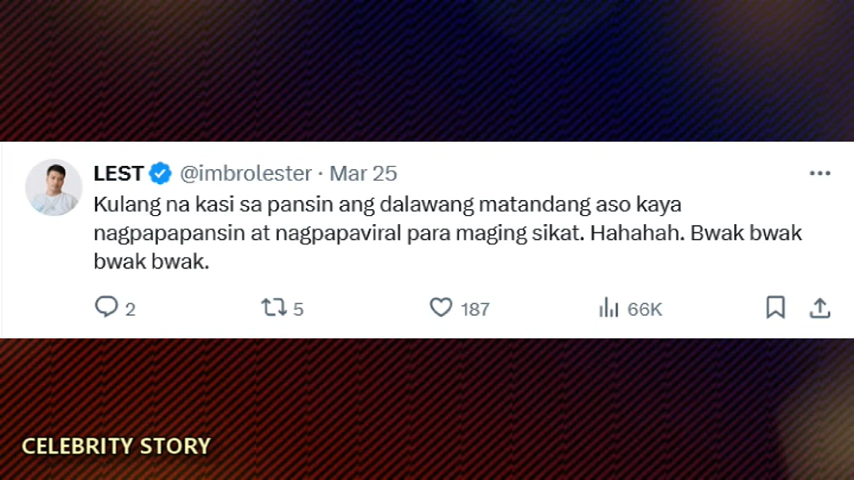 LEST @imbrolester · Mar 25
Kulang na kasi sa pansin ang dalawang matandang aso kaya
nagpapapansin at nagpapaviral para maging sikat. Hahahah. Bwak bwak
bwak bwak.
2 5 187 66K
CELEBRITY STORY